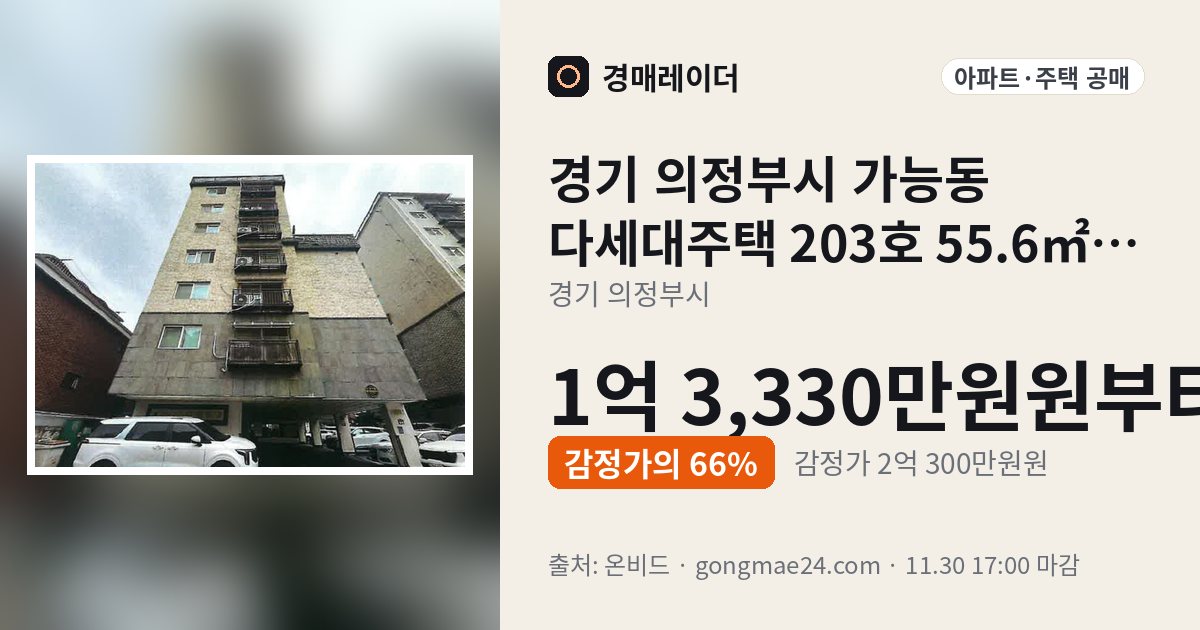 경매레이더
아파트·주택 공매
경기 의정부시 가능동
다세대주택 203호 55.6㎡…
경기 의정부시
1억 3,330만원원부터
감정가의 66%
감정가 2억 300만원원
출처: 온비드 · gongmae24.com · 11.30 17:00 마감